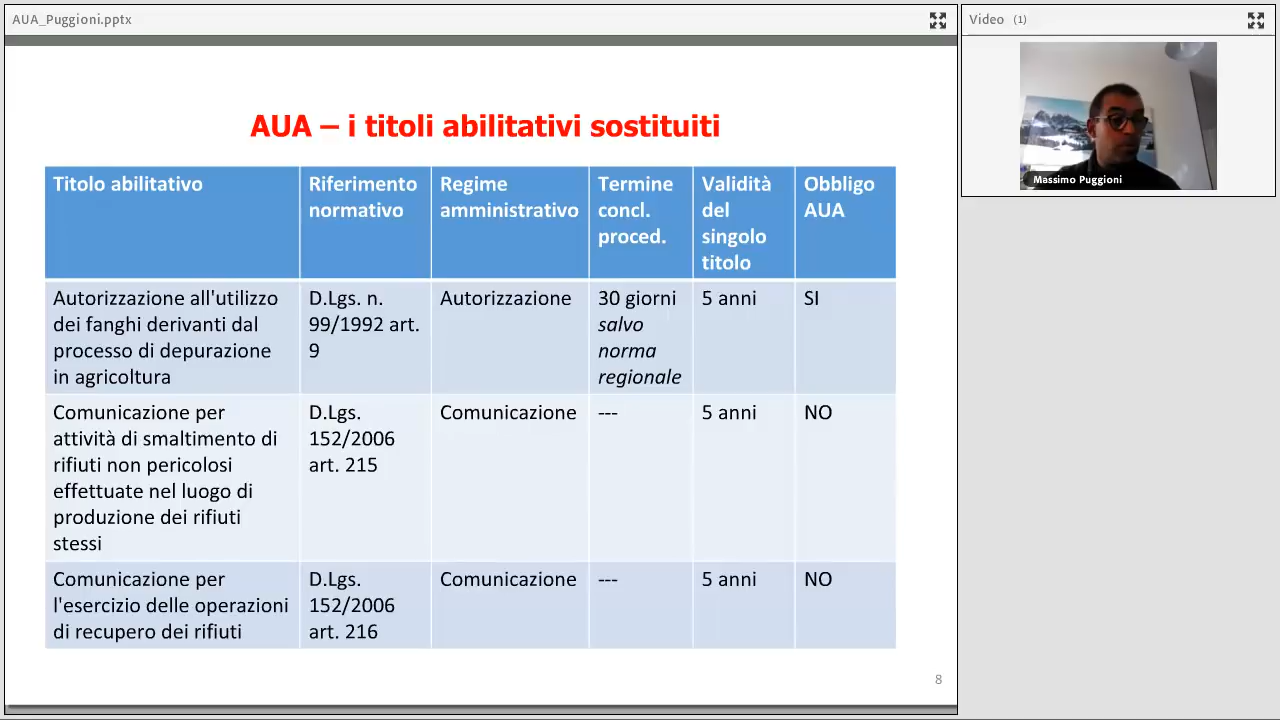 AUA_Puggioni.pptx
Video (1)
Massimo Puggioni
AUA – i titoli abilitativi sostituiti
Titolo abilitativo
Riferimento
normativo
Regime
amministrativo
Termine
concl.
proced.
Validità
del
singolo
titolo
Obbligo
AUA
Autorizzazione all'utilizzo
dei fanghi derivanti dal
processo di depurazione
in agricoltura
D.Lgs. n.
99/1992 art.
9
Autorizzazione
30 giorni
salvo
norma
regionale
5 anni
SI
Comunicazione per
attività di smaltimento di
rifiuti non pericolosi
effettuate nel luogo di
produzione dei rifiuti
stessi
D.Lgs.
152/2006
art. 215
Comunicazione
---
5 anni
NO
Comunicazione per
l'esercizio delle operazioni
di recupero dei rifiuti
D.Lgs.
152/2006
art. 216
Comunicazione
---
5 anni
NO
8